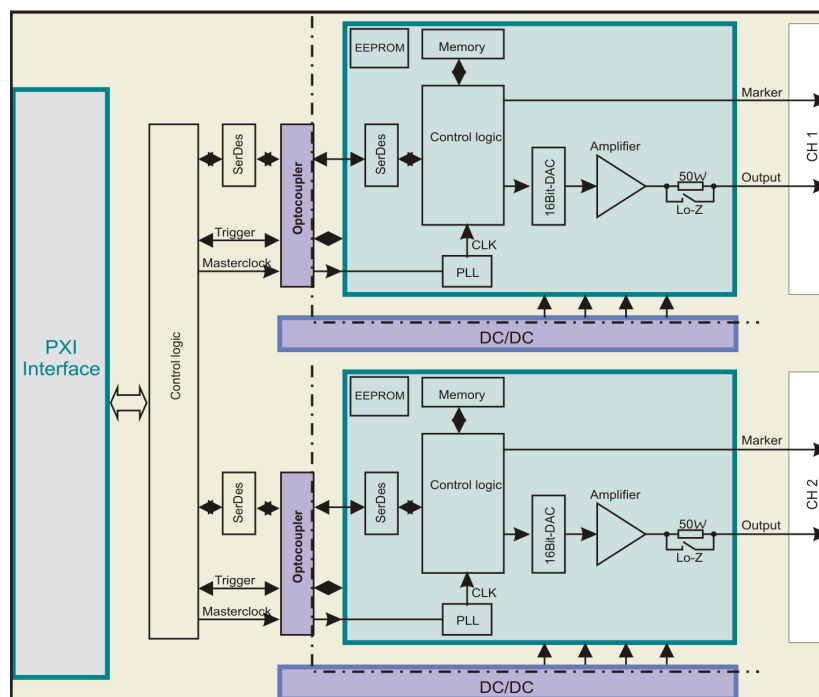 PXI
Interface
Control logic
SerDes
Trigger
Masterclock
Optocoupler
EEPROM
Memory
Control logic
SerDes
CLK
PLL
16Bit-DAC
Amplifier
50W
Lo-Z
Marker
Output
CH 1
DC/DC
SerDes
Trigger
Masterclock
Optocoupler
EEPROM
Memory
Control logic
SerDes
CLK
PLL
16Bit-DAC
Amplifier
50W
Lo-Z
Marker
Output
CH 2
DC/DC